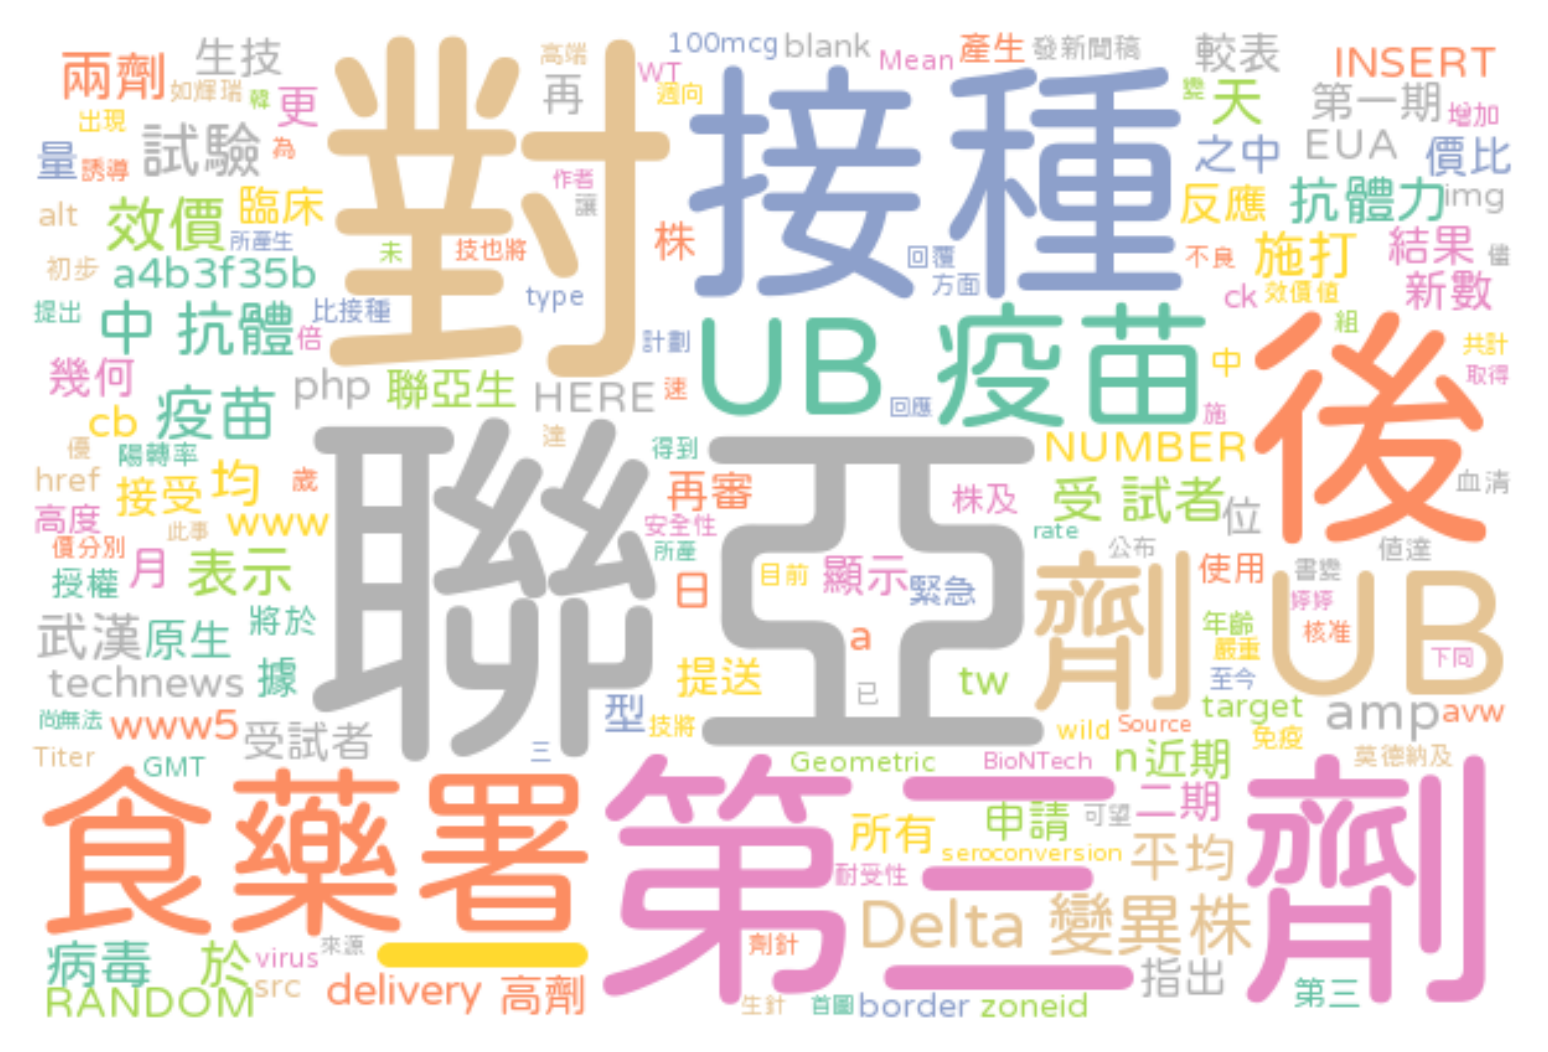 兩劑 生技 高端 100mcg blank Mean 產生 發新聞稿 較表 INSERT
如輝瑞 韓 更 再 WT 週向 變 天 第一期 增加
出現 試驗 為 對 接種 之中 EUA 價比
量 誘導 作者 讓 反應 抗體力 img
alt 效價 臨床 所產生 未 技也將 株 回覆 方面 不良 施打 結果 儘
初步 a4b3f35b type ck 效價值 新數
提出 中 抗體 倍 比接種 計劃 UB 疫苗 組 後 共計
幾何 php 聯亞生 HERE 速 回應 中 施 取得
cb 疫苗 達 得到 NUMBER
優 陽轉率 聯 亞
href 接受 均 歲 再審 株及 受 試者 位 血清
高度 此事 www 安全性 rate
價分別 授權 月 表示 所產 日 目前 顯示 緊急 劑 公布 使用 值達 書變 UB
婷婷
武漢 原生 將於 a 年齡 核准
嚴重 下同
technews 據 提送 已 tw 至今
尚無法 www5 受試者 型 技將 wild Source target amp avw
Titer GMT 三 Geometric BioNTech n 近期 免疫 莫德納及
食藥署 第三劑 所有 申請 可望 二期
seroconversion 平均
耐受性
Delta 變異株
病毒 於 virus 來源 一 劑針 指出
RANDOM src delivery 高劑 生針 首圖 border zoneid 第三